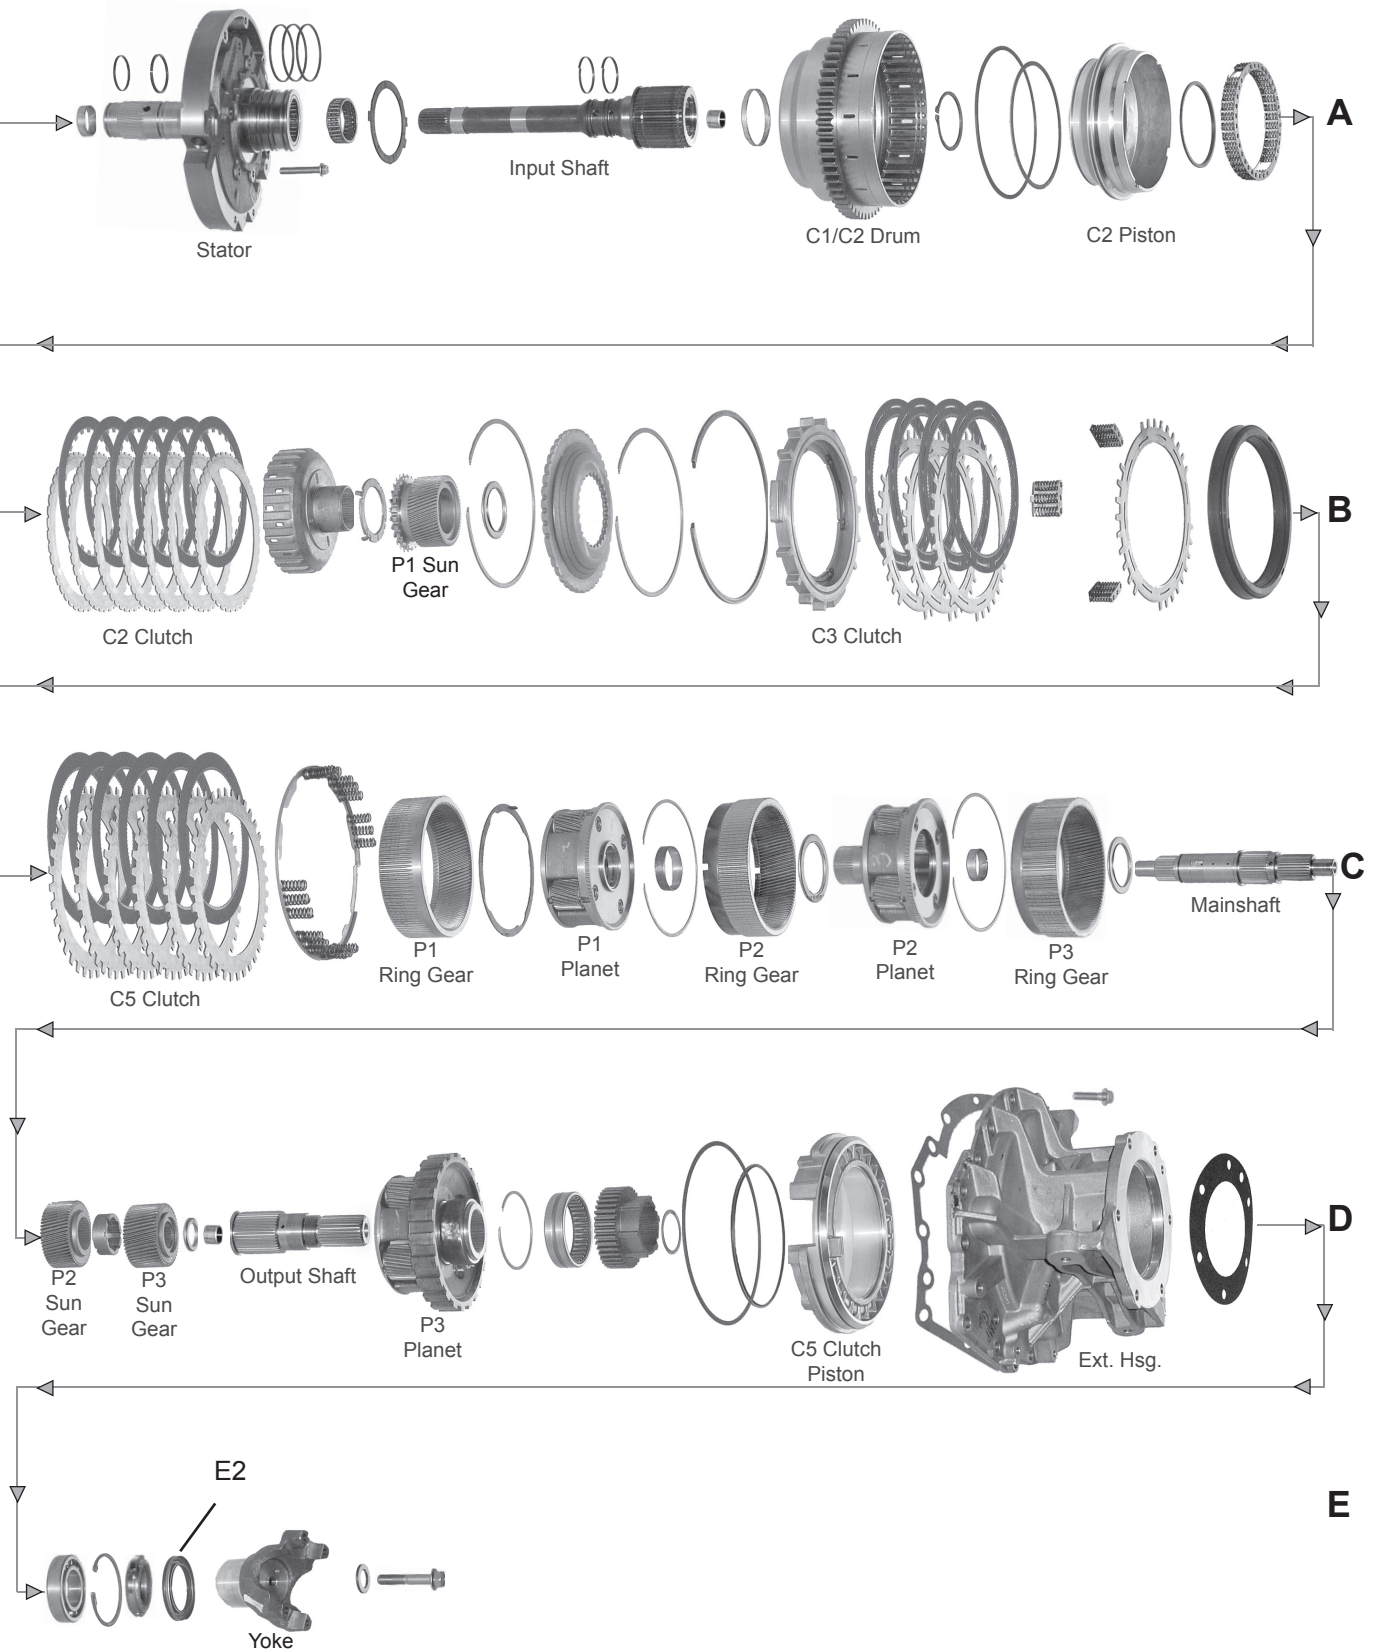 A
Input Shaft
Stator
C1/C2 Drum
C2 Piston
B
P1 Sun
Gear
C2 Clutch
C3 Clutch
C
Mainshaft
P1
Ring Gear
P1
Planet
P2
Ring Gear
P2
Planet
P3
Ring Gear
C5 Clutch
D
P2
Sun
Gear
P3
Sun
Gear
Output Shaft
P3
Planet
C5 Clutch
Piston
Ext. Hsg.
E2
E
Yoke